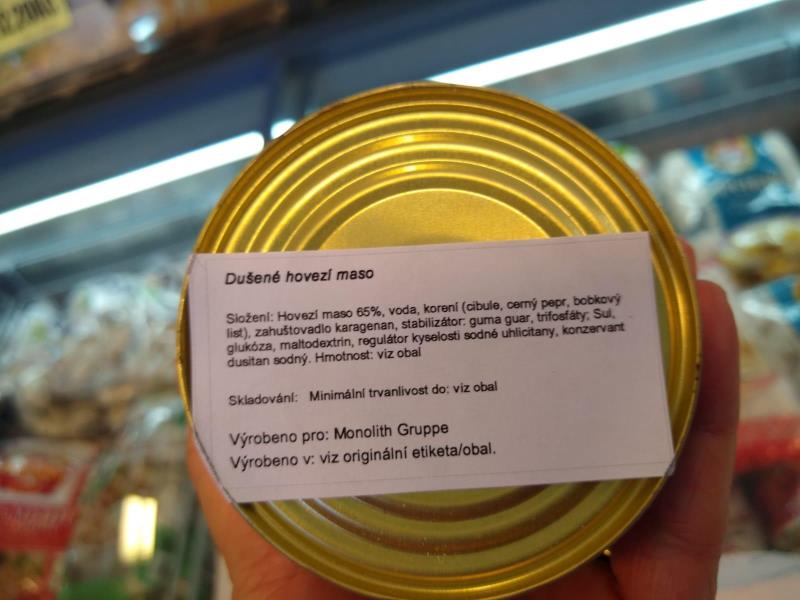 Dušené hovezí maso
Složení: Hovezí maso 65%, voda, korení (cibule, cerný pepr, bobkový
list), zahuštovadlo karagenan, stabilizátor: guma guar, trifosfáty; Sul,
glukóza, maltodextrin, regulátor kyselosti sodné uhlicitany, konzervant
dusitan sodný. Hmotnost: viz obal
Skladování: Minimální trvanlivost do: viz obal
Výrobeno pro: Monolith Gruppe
Výrobeno v: viz originální etiketa/obal.